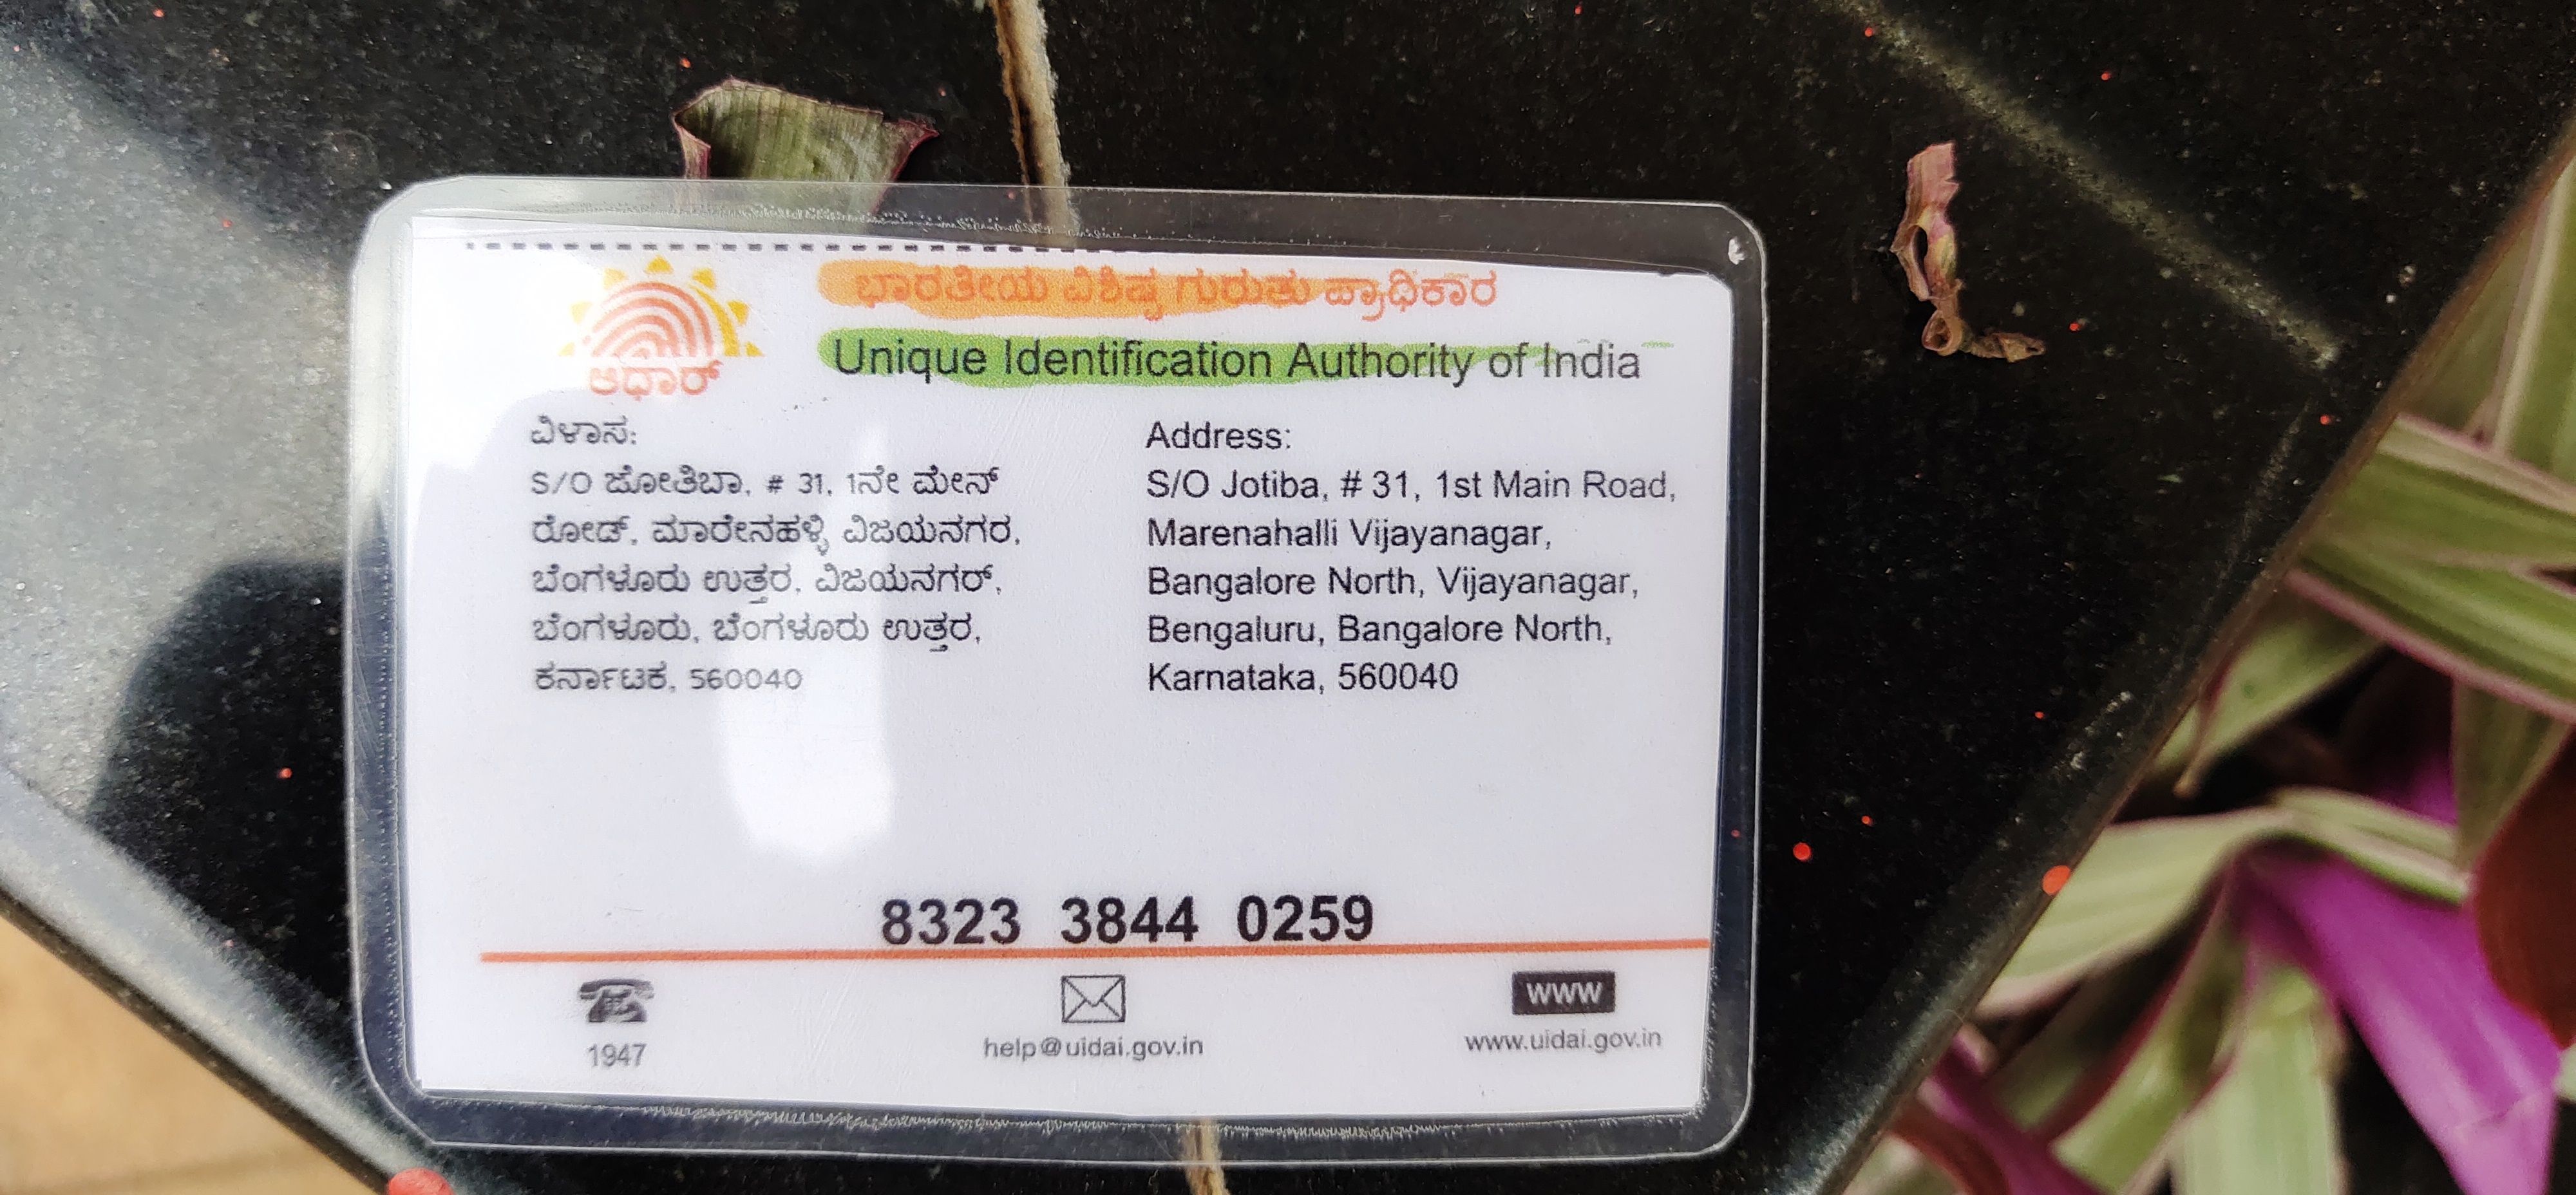 ಭಾರತೀಯ ವಿಶಿಷ್ಟ ಗುರುತು ಪ್ರಾಧಿಕಾರ
Unique Identification Authority of India
ಆಧಾರ್
ವಿಳಾಸ:
S/O ಜೋತಿಬಾ, # 31, 1ನೇ ಮೇನ್
ರೋಡ್, ಮಾರೇನಹಳ್ಳಿ ವಿಜಯನಗರ,
ಬೆಂಗಳೂರು ಉತ್ತರ, ವಿಜಯನಗರ್,
ಬೆಂಗಳೂರು, ಬೆಂಗಳೂರು ಉತ್ತರ,
ಕರ್ನಾಟಕ, 560040
Address:
S/O Jotiba, # 31, 1st Main Road,
Marenahalli Vijayanagar,
Bangalore North, Vijayanagar,
Bengaluru, Bangalore North,
Karnataka, 560040
8323 3844 0259
WWW
1947
help@uidai.gov.in
www.uidai.gov.in